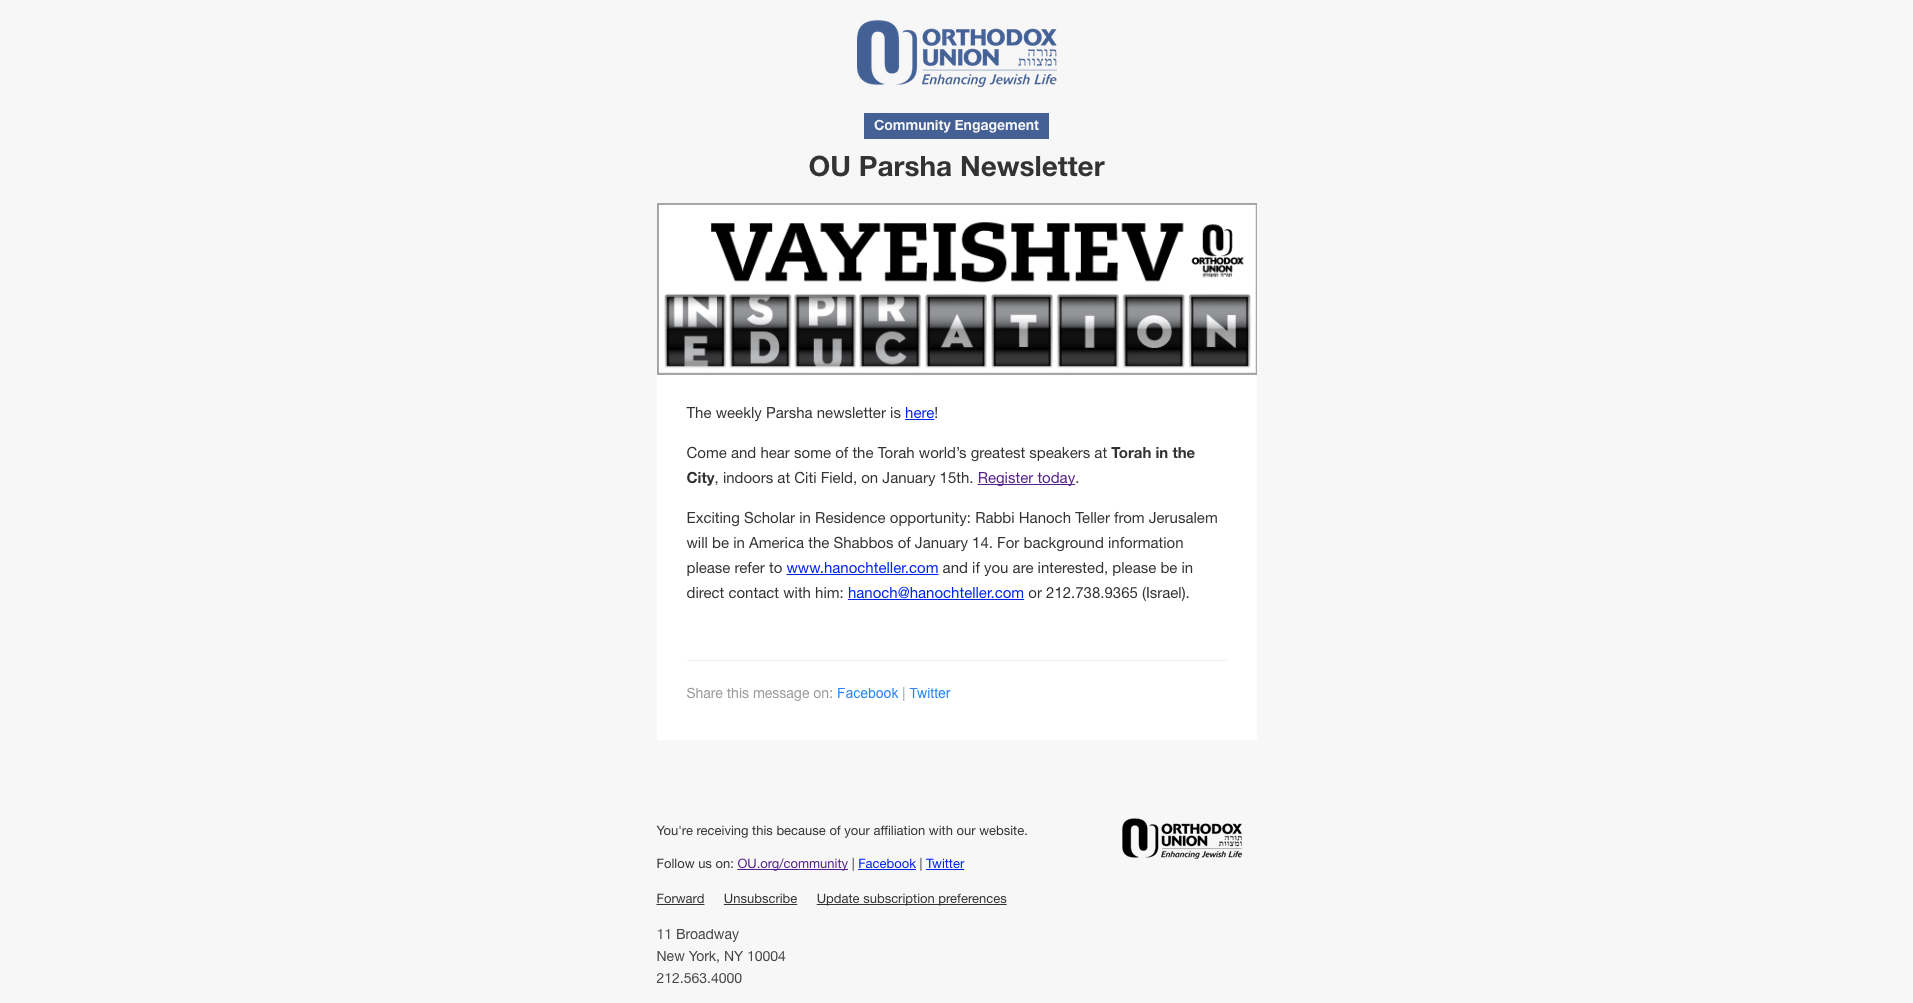 ORTHODOX
UNION תורה ומצוות
Enhancing Jewish Life
Community Engagement
OU Parsha Newsletter
VAYEISHEV
ORTHODOX
UNION
תורה ומצוות
INSPIR
EDUCATION
The weekly Parsha newsletter is here!
Come and hear some of the Torah world’s greatest speakers at Torah in the
City, indoors at Citi Field, on January 15th. Register today.
Exciting Scholar in Residence opportunity: Rabbi Hanoch Teller from Jerusalem
will be in America the Shabbos of January 14. For background information
please refer to www.hanochteller.com and if you are interested, please be in
direct contact with him: hanoch@hanochteller.com or 212.738.9365 (Israel).
Share this message on: Facebook | Twitter
You're receiving this because of your affiliation with our website.
ORTHODOX
UNION תורה ומצוות
Enhancing Jewish Life
Follow us on: OU.org/community | Facebook | Twitter
Forward Unsubscribe Update subscription preferences
11 Broadway
New York, NY 10004
212.563.4000